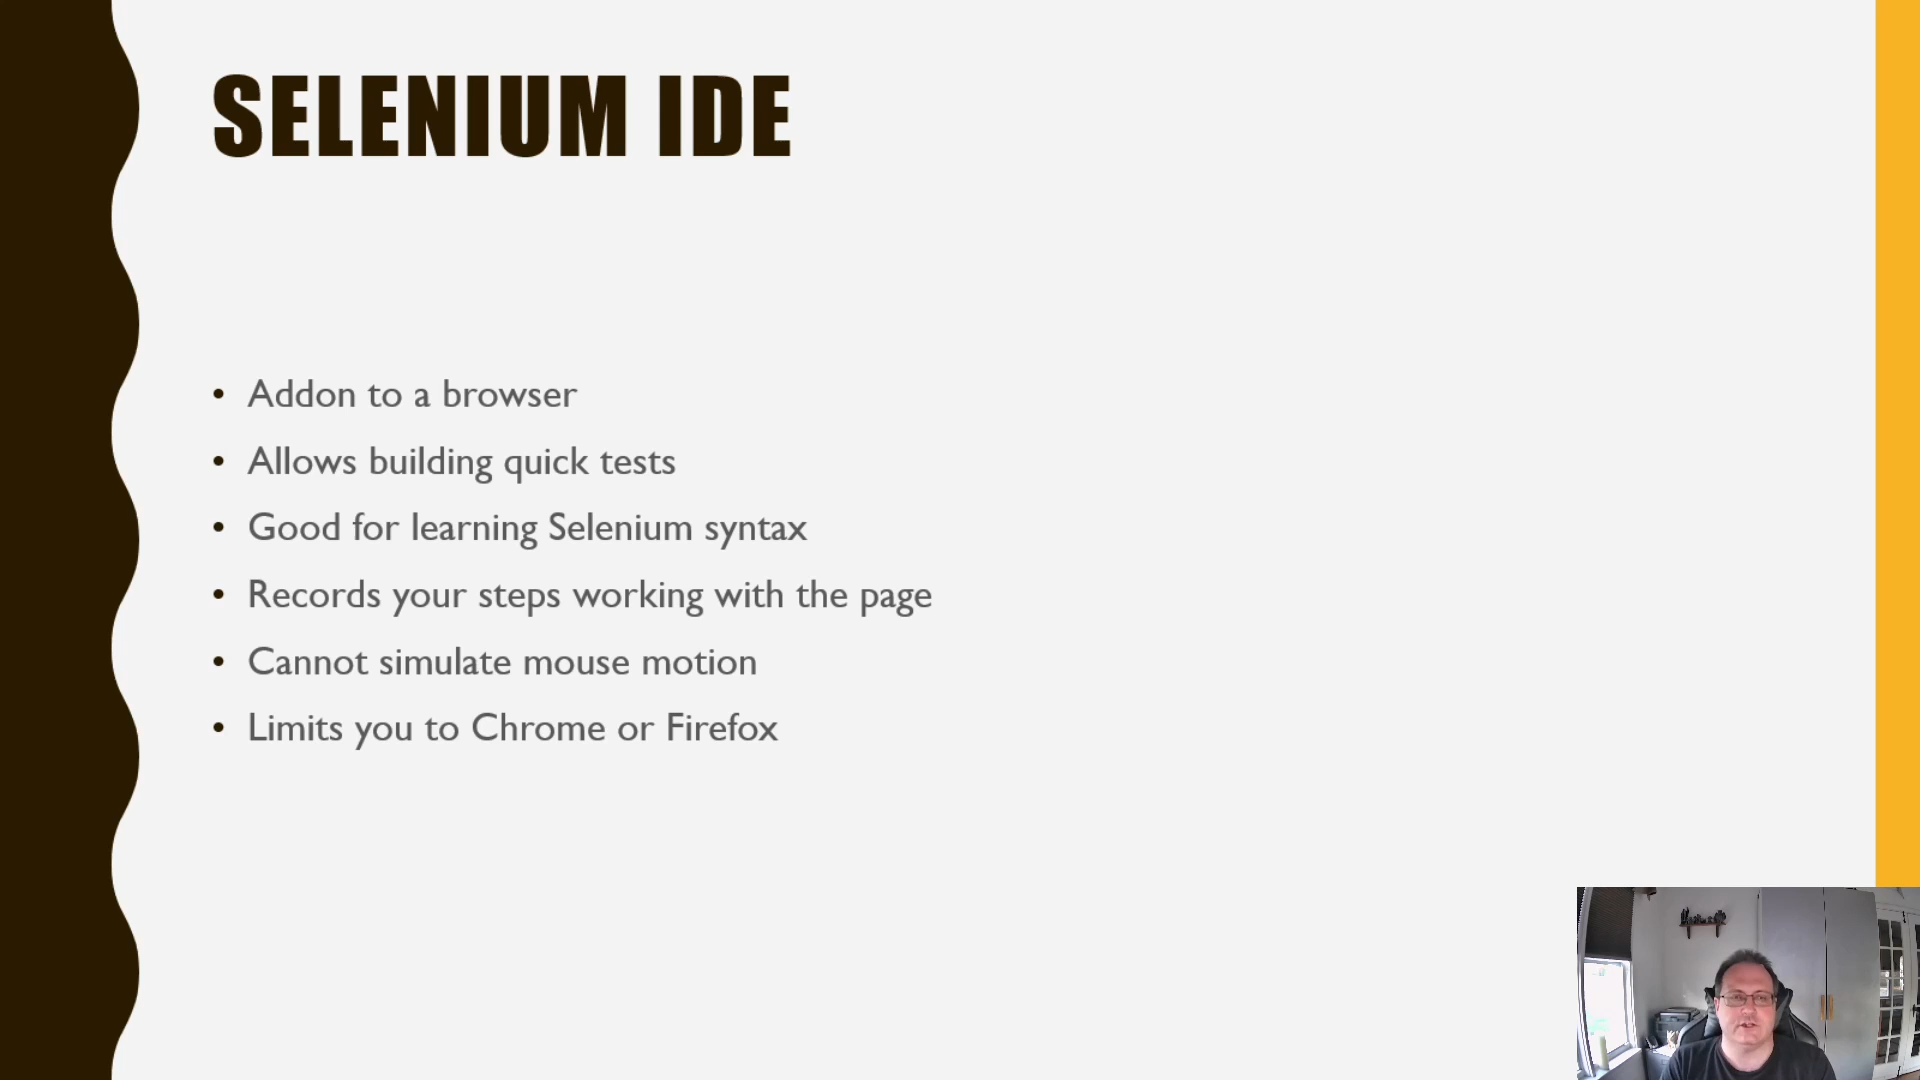 SELENIUM IDE
• Addon to a browser
• Allows building quick tests
• Good for learning Selenium syntax
• Records your steps working with the page
• Cannot simulate mouse motion
• Limits you to Chrome or Firefox